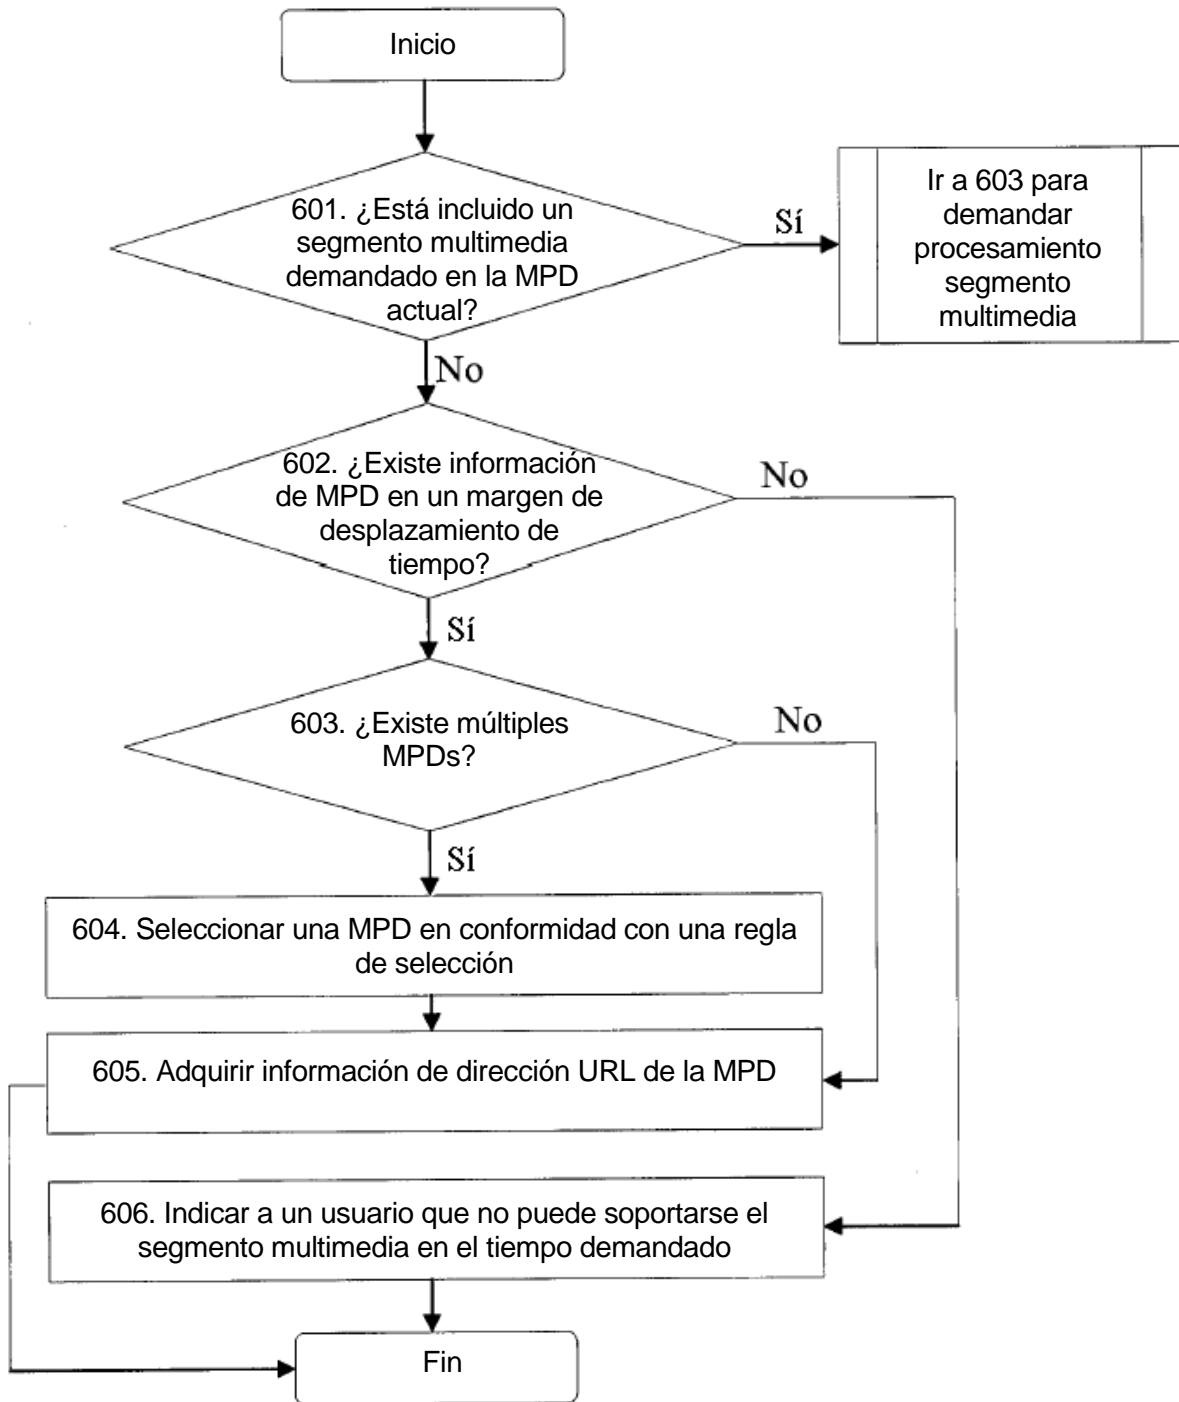 Inicio
601. ¿Está incluido un
segmento multimedia
demandado en la MPD
actual?
Sí
Ir a 603 para
demandar
procesamiento
segmento
multimedia
No
602. ¿Existe información
de MPD en un margen de
desplazamiento de
tiempo?
No
Sí
603. ¿Existe múltiples
MPDs?
No
Sí
604. Seleccionar una MPD en conformidad con una regla
de selección
605. Adquirir información de dirección URL de la MPD
606. Indicar a un usuario que no puede soportarse el
segmento multimedia en el tiempo demandado
Fin